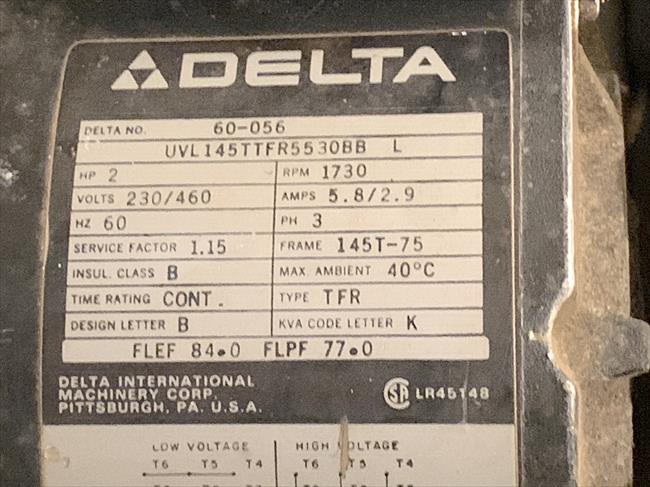 DELTA
DELTA NO. 60-056
UVL145TTFR5530BB L
HP 2 RPM 1730
VOLTS 230/460 AMPS 5.8/2.9
HZ 60 PH 3
SERVICE FACTOR 1.15 FRAME 145T-75
INSUL. CLASS B MAX. AMBIENT 40°C
TIME RATING CONT. TYPE TFR
DESIGN LETTER B KVA CODE LETTER K
FLEF 84.0 FLPF 77.0
DELTA INTERNATIONAL
MACHINERY CORP.
PITTSBURGH, PA. U.S.A.
SA LR45148
LOW VOLTAGE HIGH VOLTAGE
T6 T5 T4 T6 T5 T4